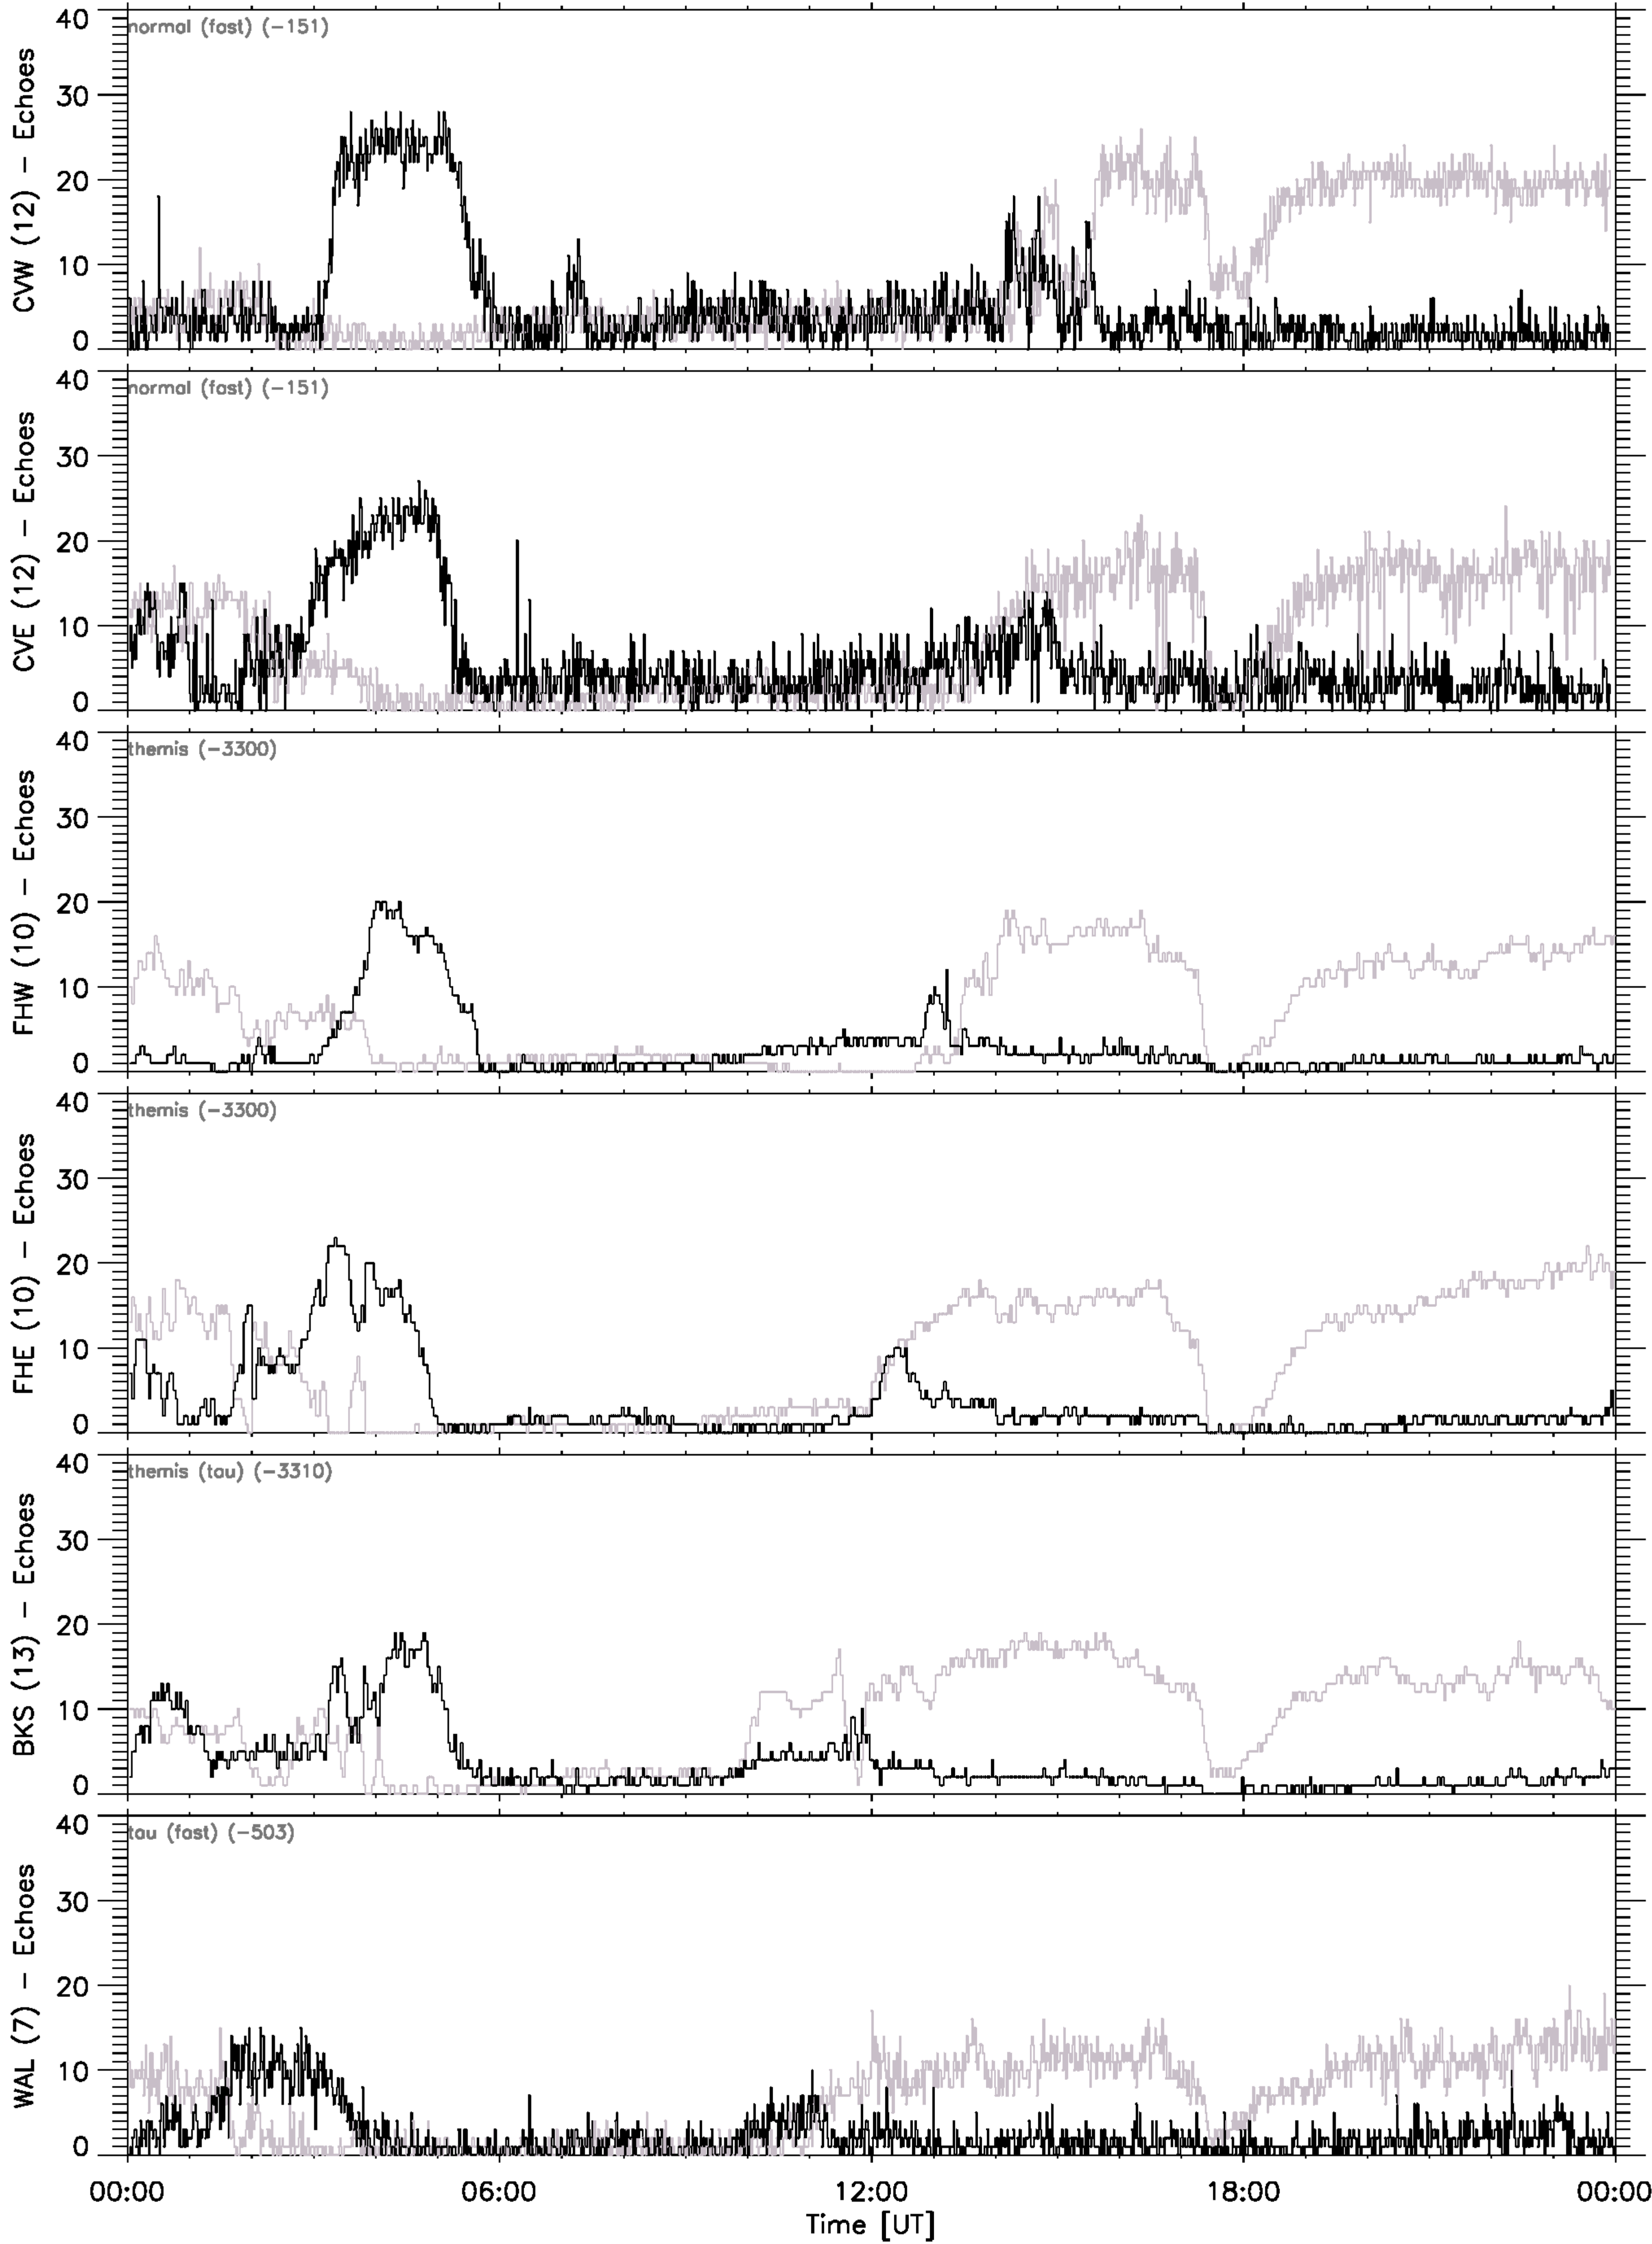 CVW (12) − Echoes
40
30
20
10
0
normal (fast) (−151)
CVE (12) − Echoes
40
30
20
10
0
normal (fast) (−151)
FHW (10) − Echoes
40
30
20
10
0
themis (−3300)
FHE (10) − Echoes
40
30
20
10
0
themis (−3300)
BKS (13) − Echoes
40
30
20
10
0
themis (tau) (−3310)
WAL (7) − Echoes
40
30
20
10
0
tau (fast) (−503)
00:00 06:00 12:00 18:00 00:00
Time [UT]